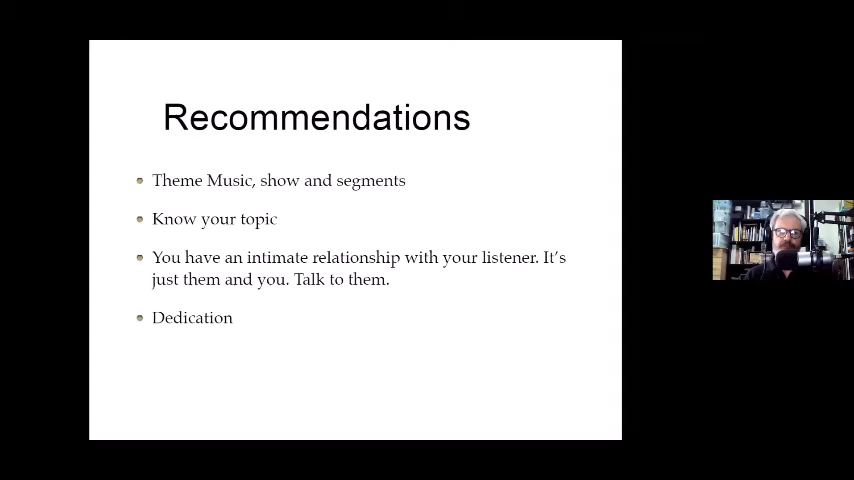 Recommendations
Theme Music, show and segments
Know your topic
You have an intimate relationship with your listener. It’s
just them and you. Talk to them.
Dedication